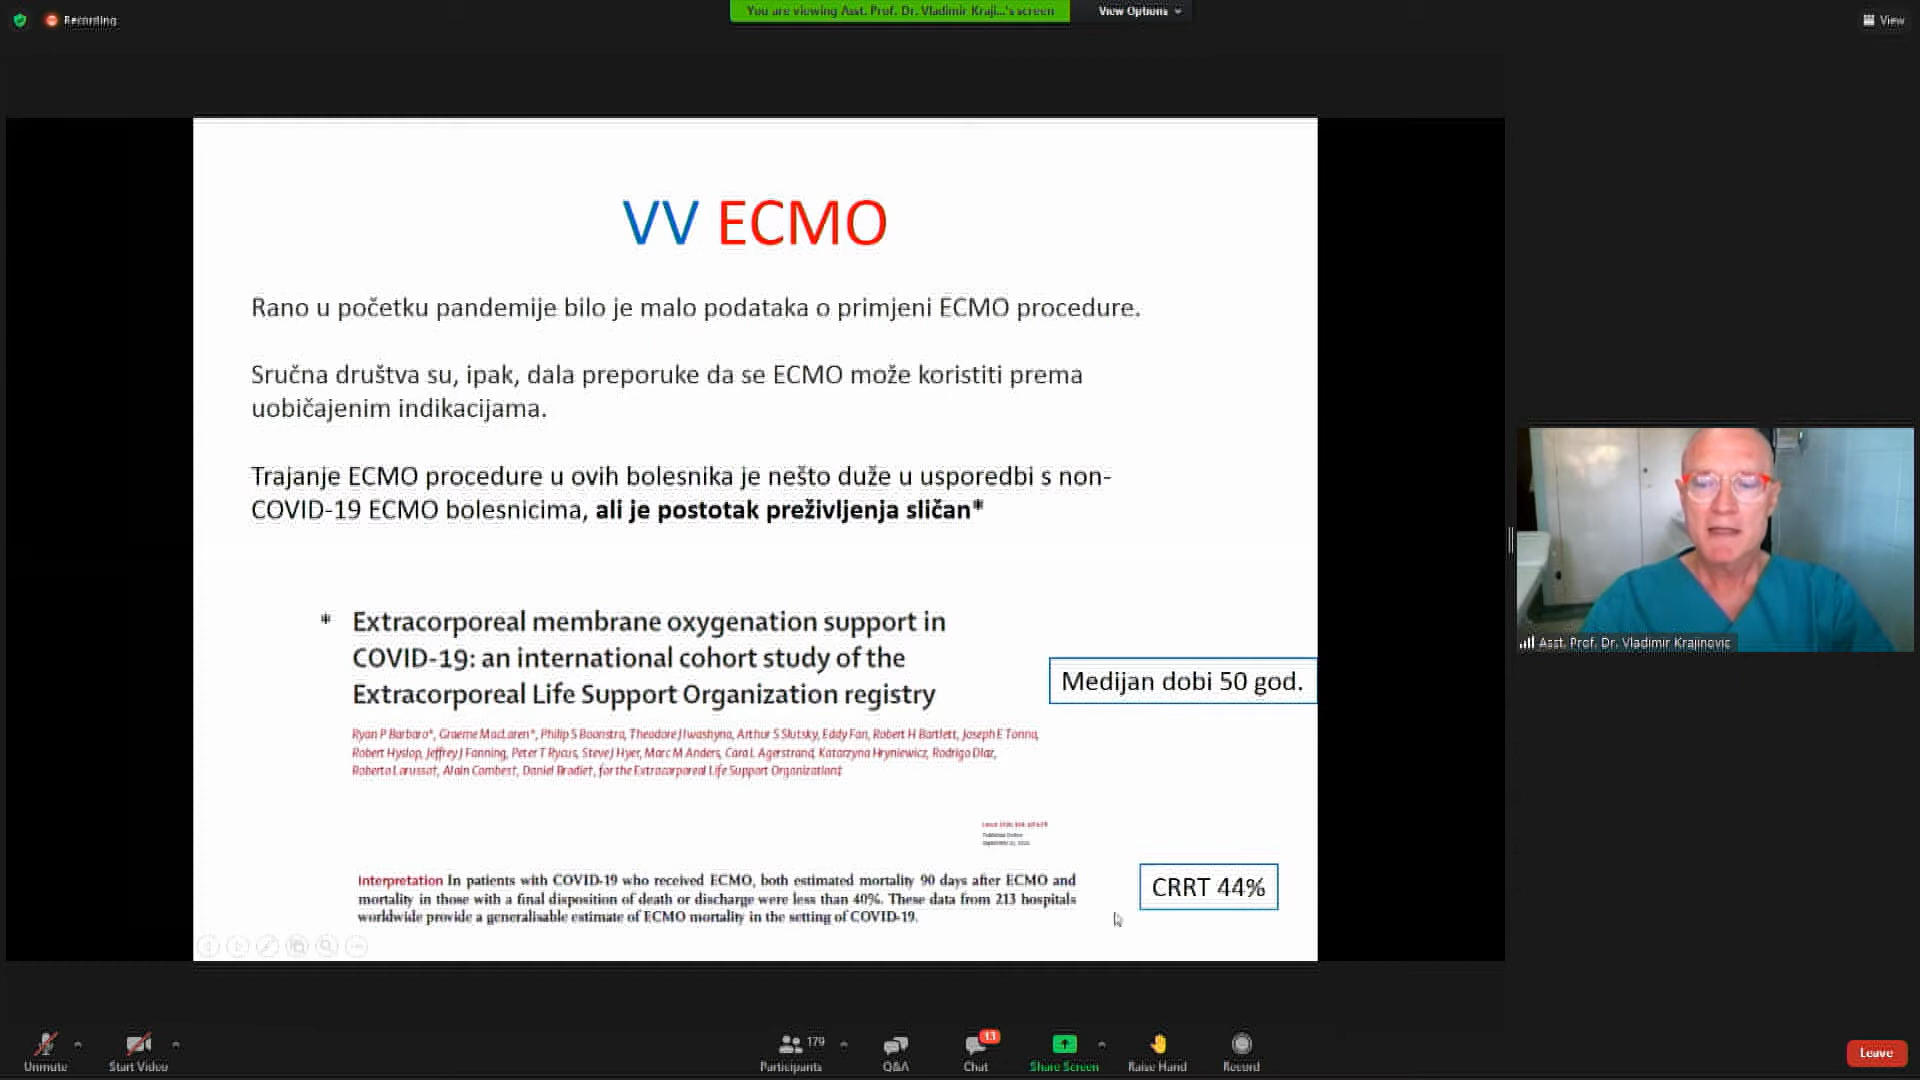 Recording
You are viewing Asst. Prof. Dr. Vladimir Kraji...'s screen
View Options
View
VV ECMO
Rano u početku pandemije bilo je malo podataka o primjeni ECMO procedure.
Sručna društva su, ipak, dala preporuke da se ECMO može koristiti prema
uobičajenim indikacijama.
Trajanje ECMO procedure u ovih bolesnika je nešto duže u usporedbi s non-
COVID-19 ECMO bolesnicima, ali je postotak preživljenja sličan*
* Extracorporeal membrane oxygenation support in
COVID-19: an international cohort study of the
Extracorporeal Life Support Organization registry
Medijan dobi 50 god.
Ryan P Barbaro*, Graeme MacLaren*, Philip S Boonstra, Theodore J Iwashyna, Arthur S Slutsky, Eddy Fan, Robert H Bartlett, Joseph E Tonna,
Robert Hyslop, Jeffrey J Fanning, Peter T Rycus, Steve J Hyer, Marc M Anders, Cara L Agerstrand, Katarzyna Hryniewicz, Rodrigo Diaz,
Roberto Lorusso†, Alain Combes†, Daniel Brodie†, for the Extracorporeal Life Support Organization‡
Published Online
Interpretation In patients with COVID-19 who received ECMO, both estimated mortality 90 days after ECMO and
mortality in those with a final disposition of death or discharge were less than 40%. These data from 213 hospitals
worldwide provide a generalisable estimate of ECMO mortality in the setting of COVID-19.
CRRT 44%
Asst. Prof. Dr. Vladimir Krajinovic
Unmute
Start Video
179
Participants
Q&A
13
Chat
Share Screen
Raise Hand
Record
Leave